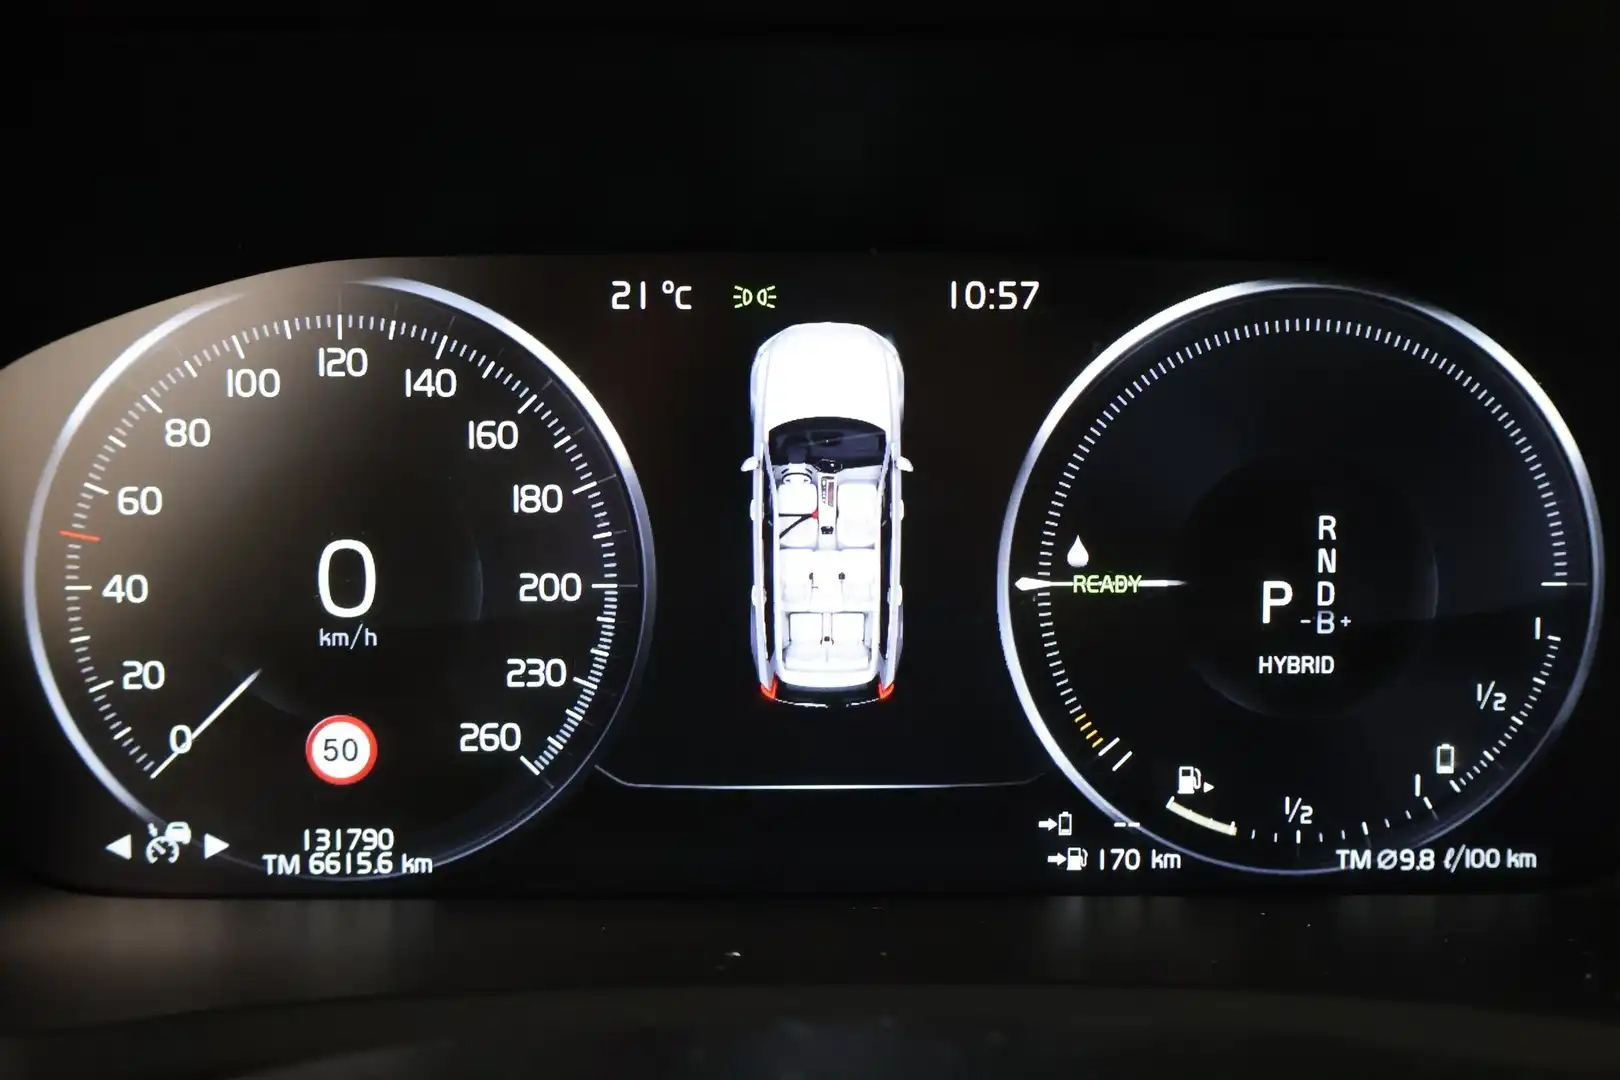 21 °C
10:57
0
20
40
60
80
100
120
140
160
180
200
230
260
0
km/h
50
131790
TM 6615.6 km
READY
R
N
D
P -B+
HYBRID
1
1/2
1/2
1
--
170 km
TM Ø9.8 ℓ/100 km